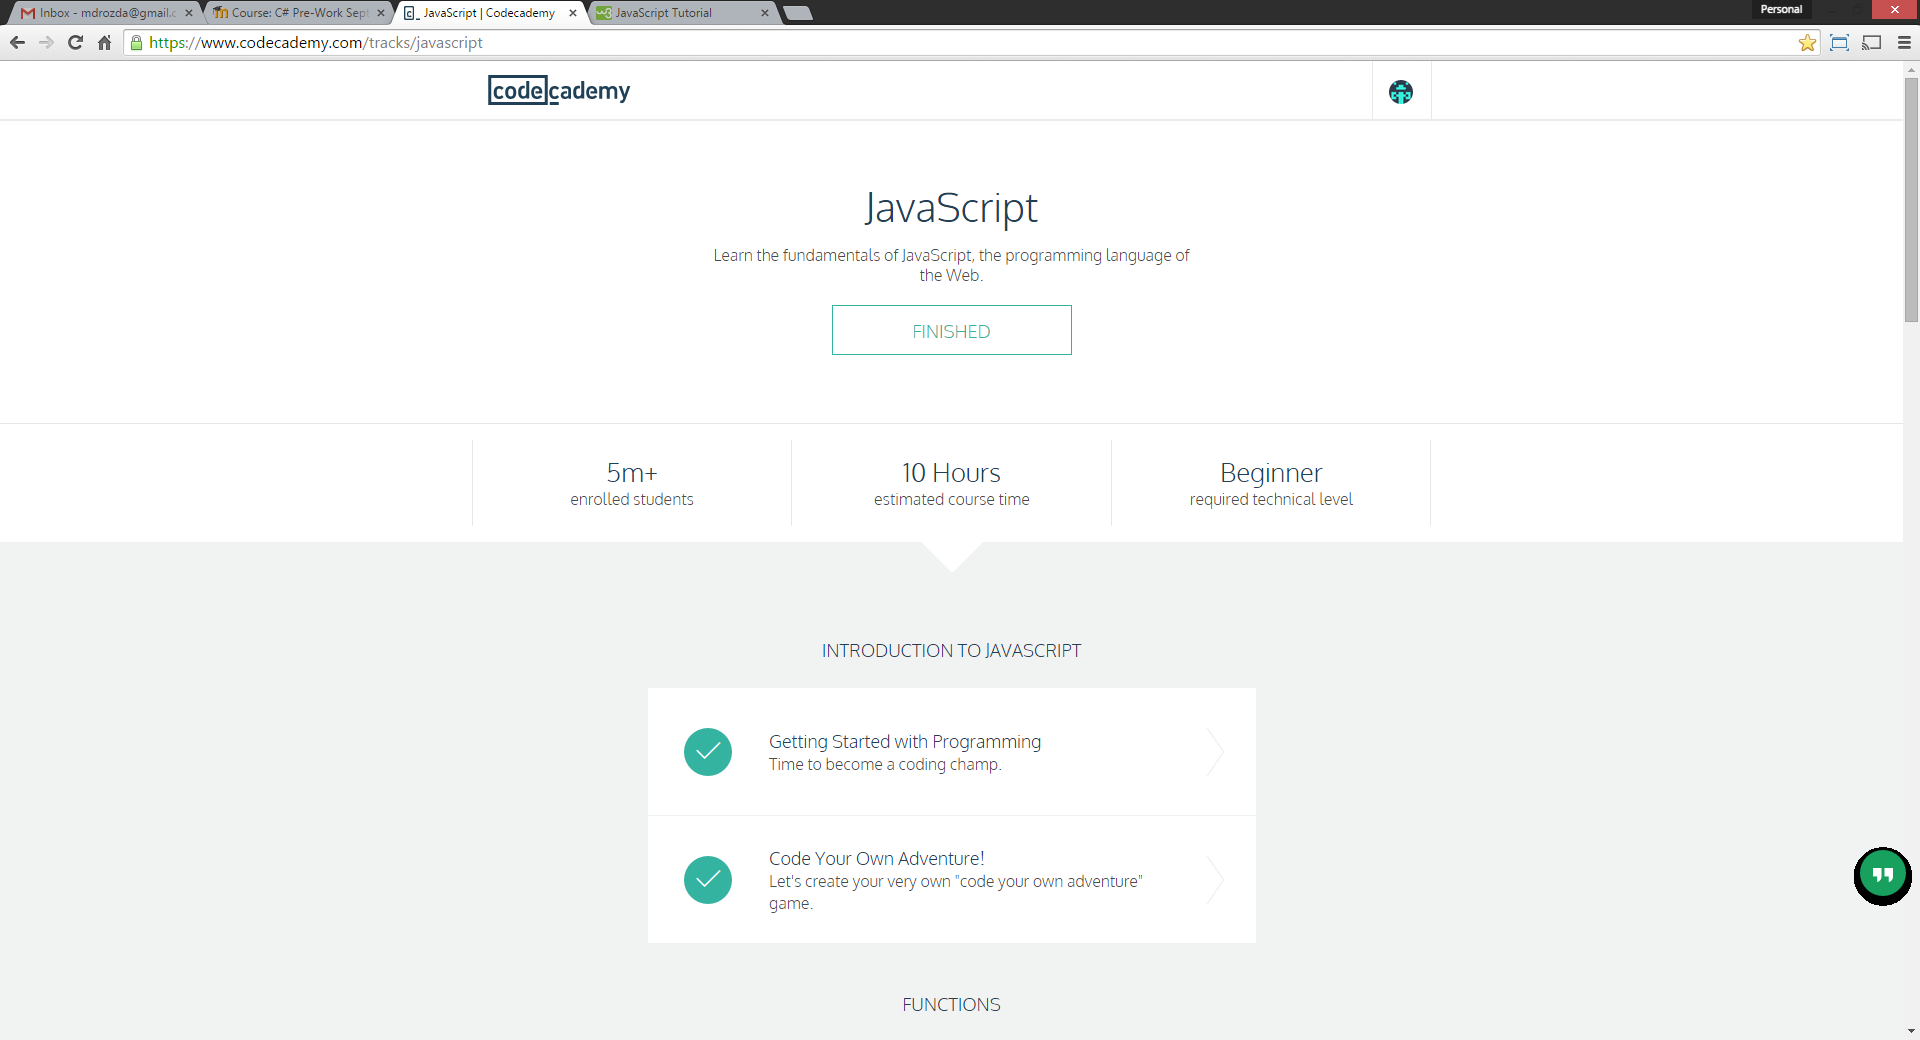 Inbox - mdrozda@gmail.c
Course: C# Pre-Work Sept
JavaScript | Codecademy
JavaScript Tutorial
Personal
https://www.codecademy.com/tracks/javascript
codecademy
JavaScript
Learn the fundamentals of JavaScript, the programming language of
the Web.
FINISHED
5m+
enrolled students
10 Hours
estimated course time
Beginner
required technical level
INTRODUCTION TO JAVASCRIPT
Getting Started with Programming
Time to become a coding champ.
Code Your Own Adventure!
Let's create your very own "code your own adventure"
game.
FUNCTIONS